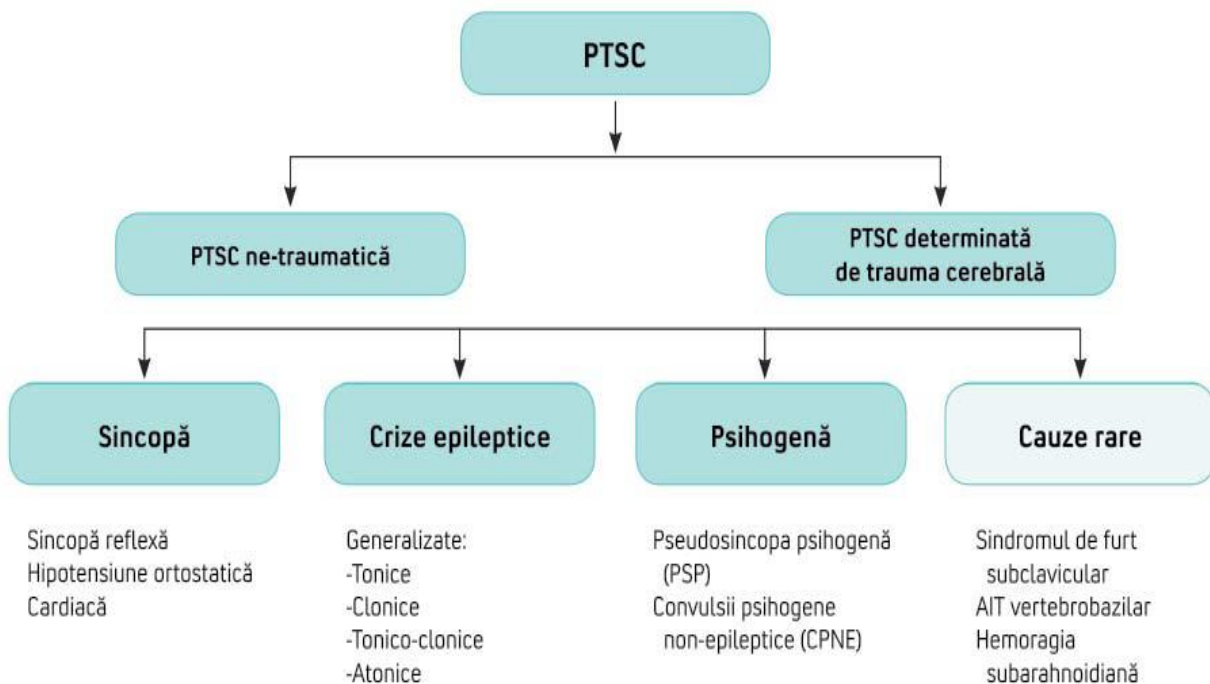 PTSC
PTSC ne-traumatică
PTSC determinată
de trauma cerebrală
Sincopă
Crize epileptice
Psihogenă
Cauze rare
Sincopă reflexă
Hipotensiune ortostatică
Cardiacă
Generalizate:
-Tonice
-Clonice
-Tonico-clonice
-Atonice
Pseudosincopa psihogenă
(PSP)
Convulsii psihogene
non-epileptice (CPNE)
Sindromul de furt
subclavicular
AIT vertebrobazilar
Hemoragia
subarahnoidiană